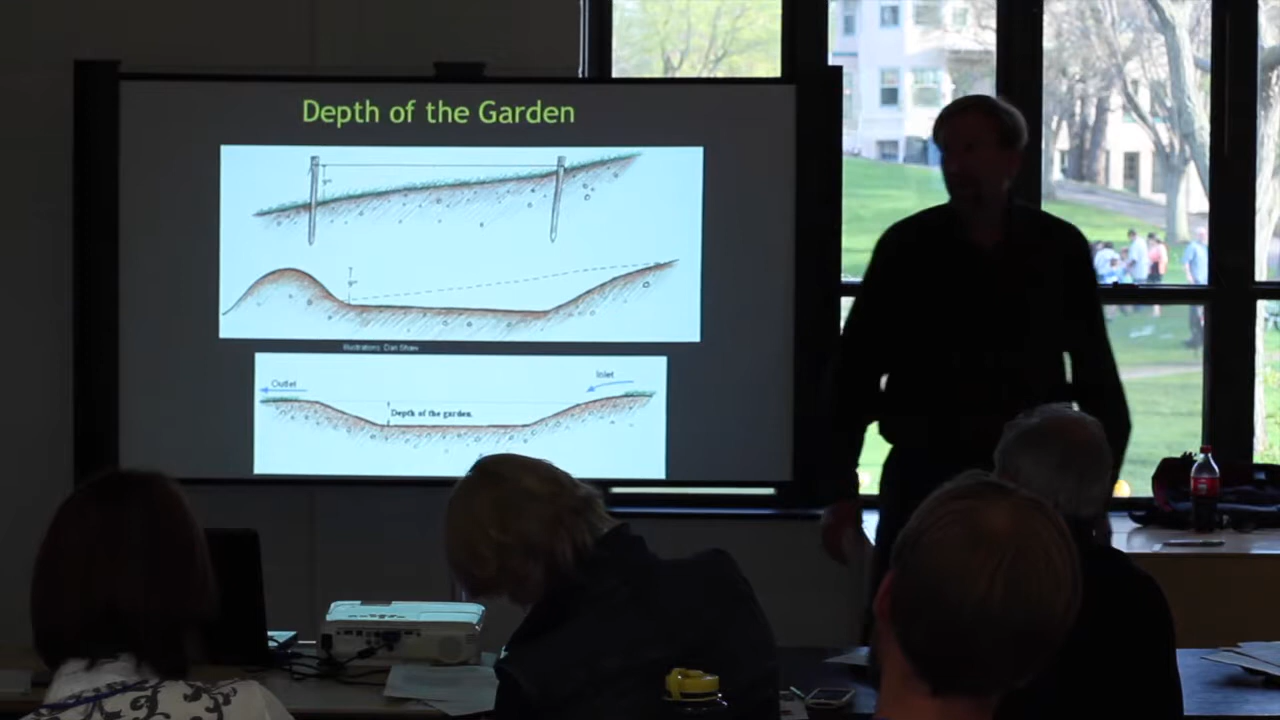 Depth of the Garden
Illustrations: Dan Shaw
Outlet
Inlet
Depth of the garden.